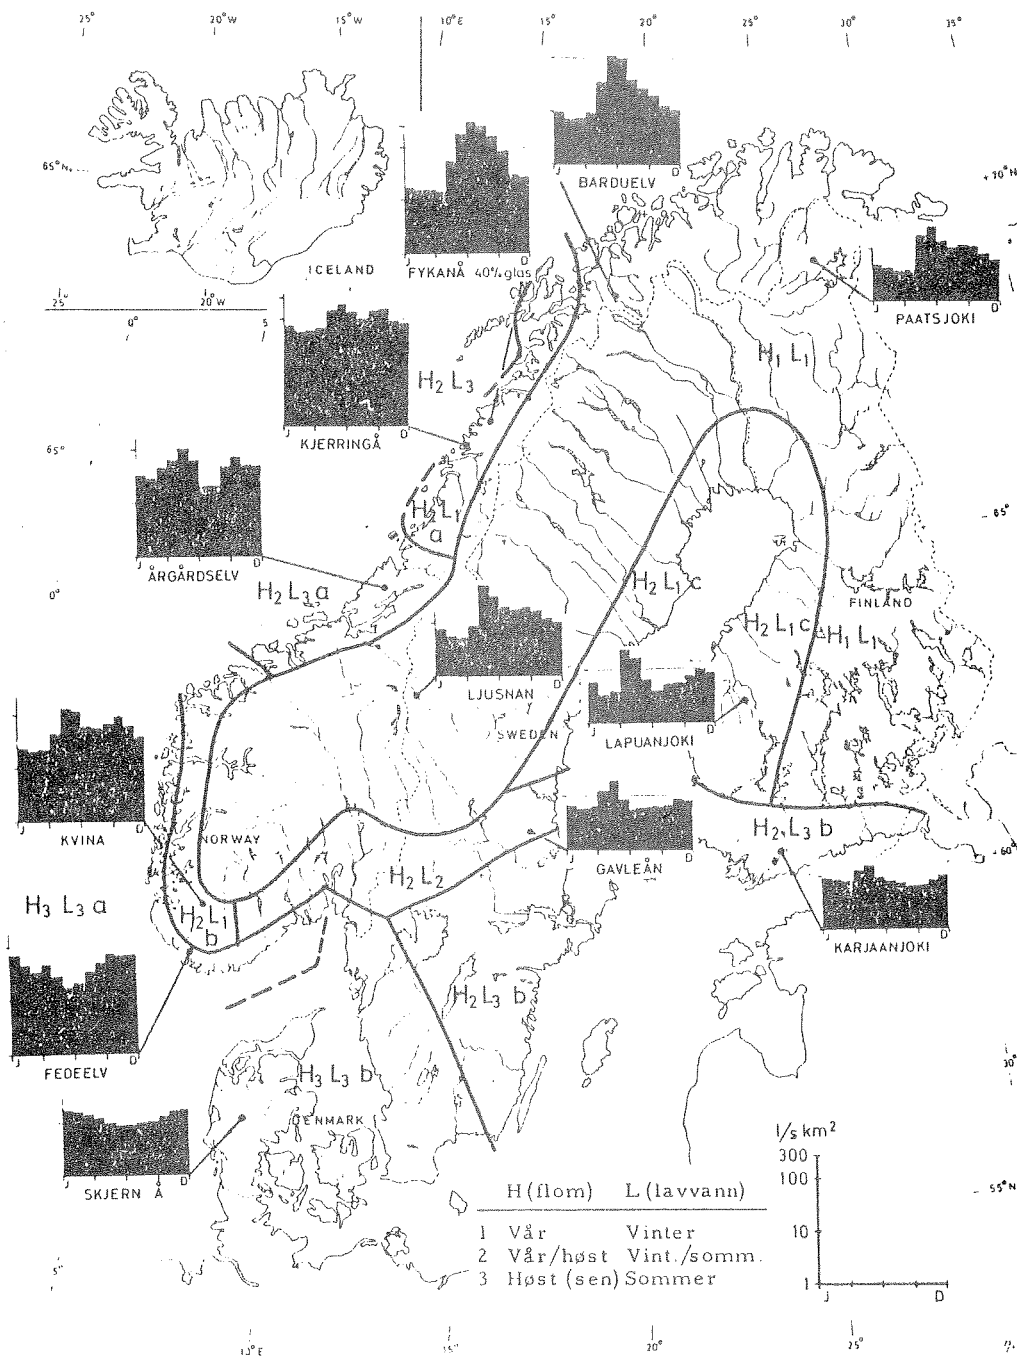 25° 20°W 15°W 10°E 15° 20° 25° 30° 35°
65°N
+70°N
BARDUELV
J D
FYKANÅ 40% glas
ICELAND
25° 20°W
0° 5
J D
PAATSJOKI
H₁ L₁
H₂ L₃
J D
KJERRINGÅ
65°
J D
ÅRGÅRDSELV
H₂L₁
a
65°
H₂ L₃ a
0°
H₂ L₁ c
FINLAND
H₂ L₁ c
H₁ L₁
J D
LJUSNAN
J D
LAPUANJOKI
SWEDEN
J D
KVINA
NORWAY
H₂ L₃ b
60°
J D
GAVLEÅN
H₂ L₂
H₃ L₃ a
H₂L₁
b
J D
KARJAANJOKI
H₂ L₃ b
J D
FEDEELV
H₃ L₃ b
DENMARK
J D
SKJERN Å
l/s km²
300
100
10
1
J D
H (flom) L (lavvann)
1 Vår Vinter
2 Vår/høst Vint./somm.
3 Høst (sen) Sommer
55°N
10°E 15° 20° 25°